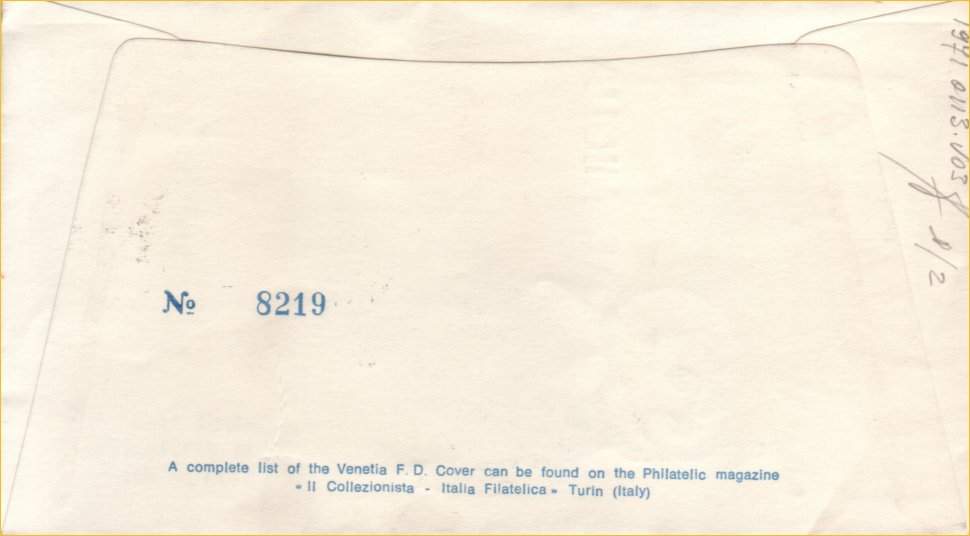 № 8219
A complete list of the Venetia F. D. Cover can be found on the Philatelic magazine
« Il Collezionista - Italia Filatelica » Turin (Italy)